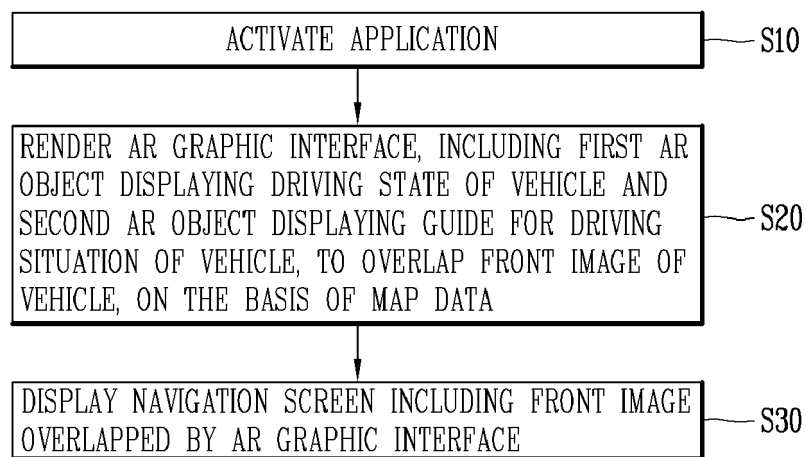 ACTIVATE APPLICATION
S10
RENDER AR GRAPHIC INTERFACE, INCLUDING FIRST AR
OBJECT DISPLAYING DRIVING STATE OF VEHICLE AND
SECOND AR OBJECT DISPLAYING GUIDE FOR DRIVING
SITUATION OF VEHICLE, TO OVERLAP FRONT IMAGE OF
VEHICLE, ON THE BASIS OF MAP DATA
S20
DISPLAY NAVIGATION SCREEN INCLUDING FRONT IMAGE
OVERLAPPED BY AR GRAPHIC INTERFACE
S30